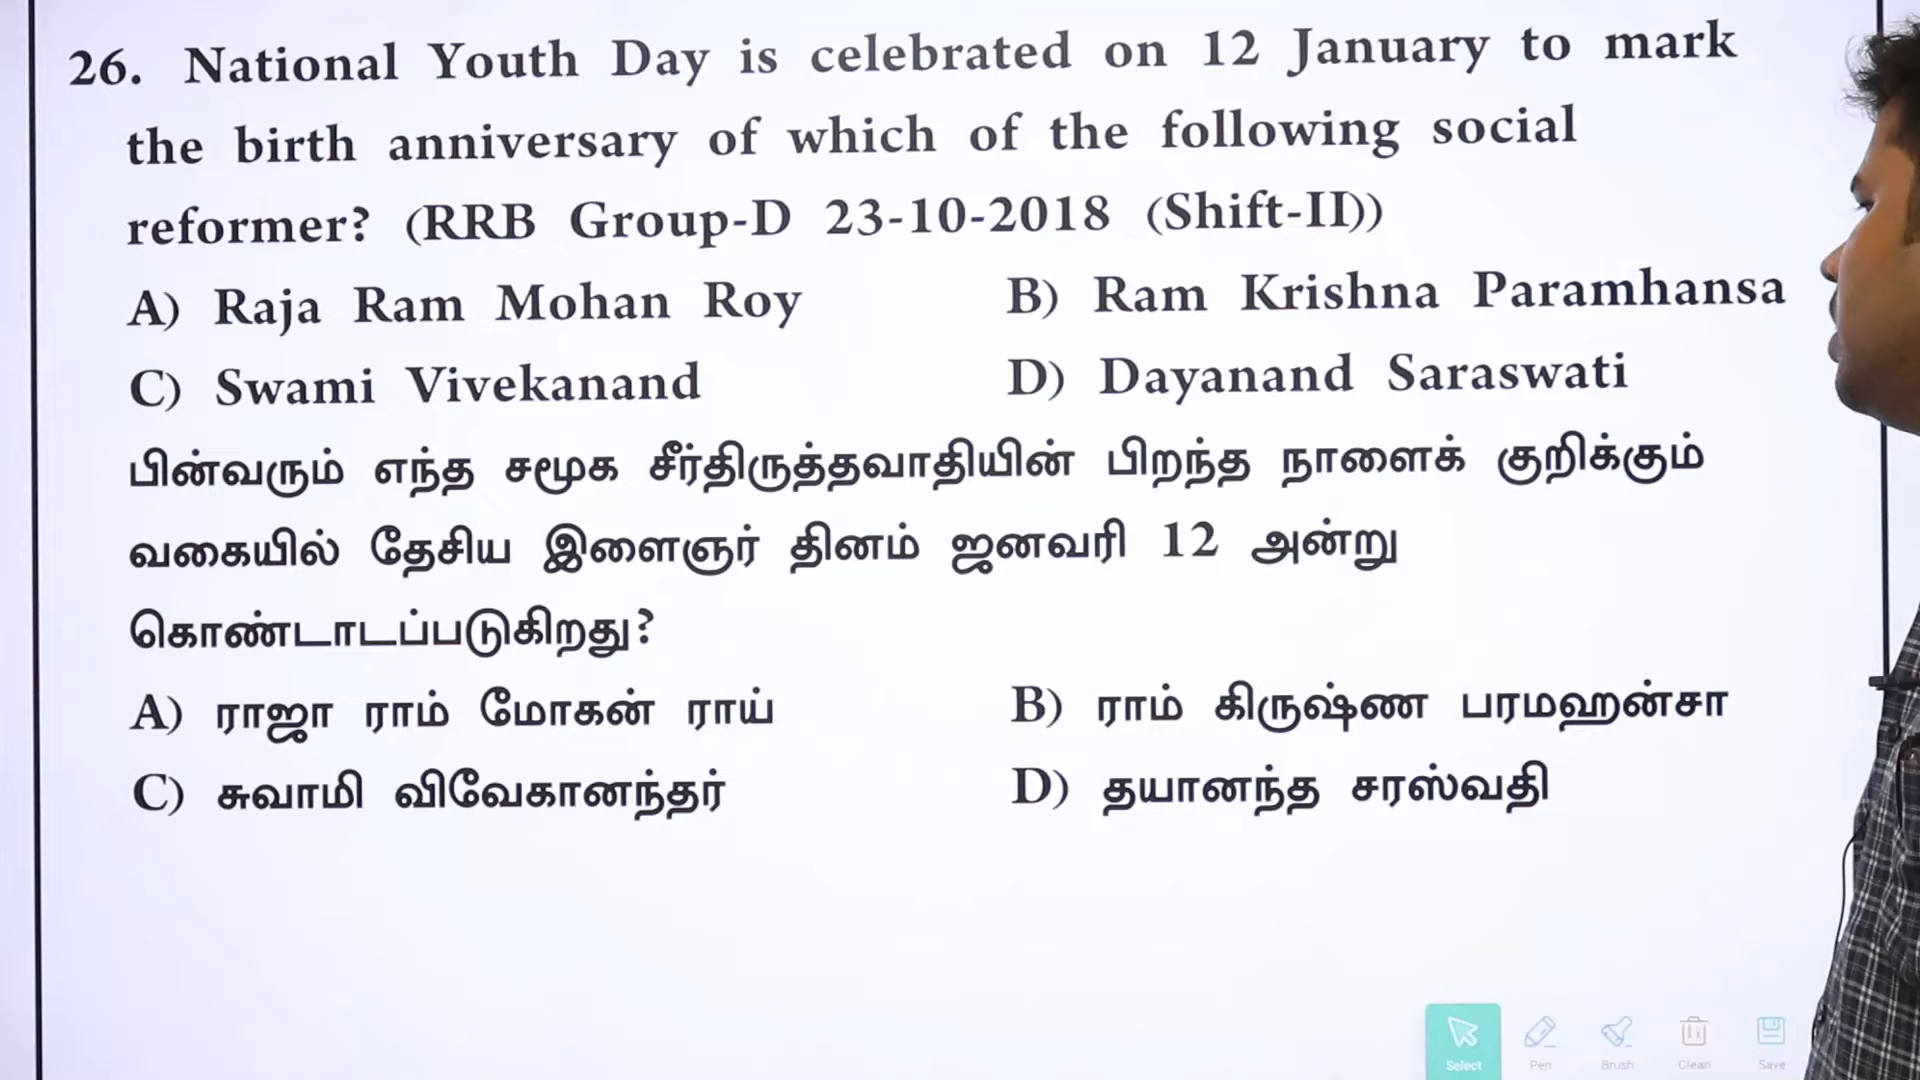 26. National Youth Day is celebrated on 12 January to mark
the birth anniversary of which of the following social
reformer? (RRB Group-D 23-10-2018 (Shift-II))
A) Raja Ram Mohan Roy B) Ram Krishna Paramhansa
C) Swami Vivekanand D) Dayanand Saraswati
பின்வரும் எந்த சமூக சீர்திருத்தவாதியின் பிறந்த நாளைக் குறிக்கும்
வகையில் தேசிய இளைஞர் தினம் ஜனவரி 12 அன்று
கொண்டாடப்படுகிறது?
A) ராஜா ராம் மோகன் ராய் B) ராம் கிருஷ்ண பரமஹன்சா
C) சுவாமி விவேகானந்தர் D) தயானந்த சரஸ்வதி
Select Pen Brush Clean Save